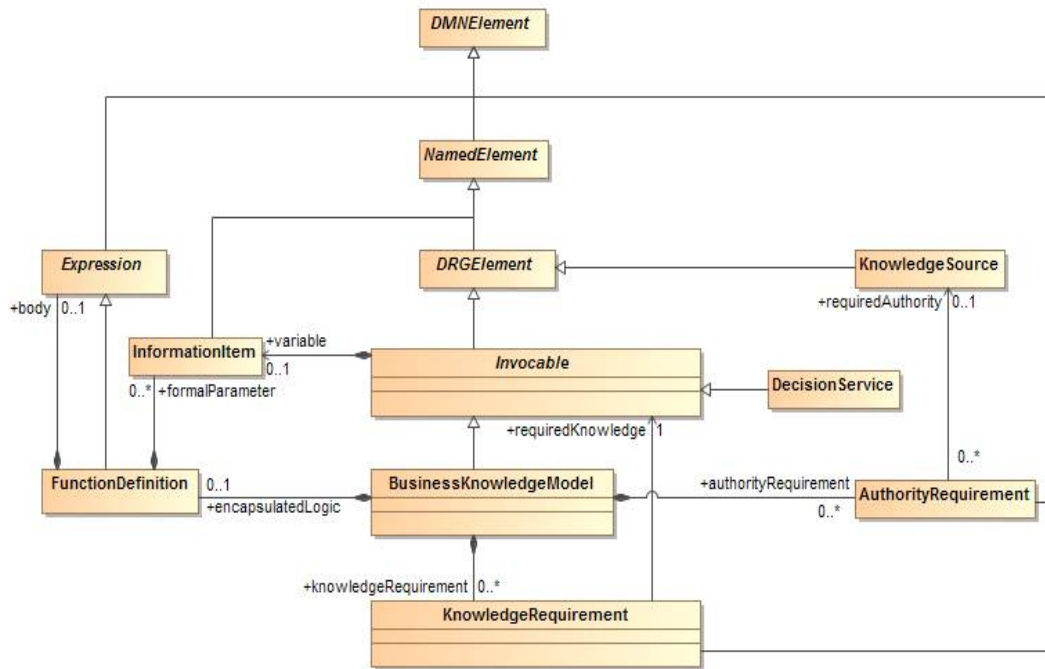 DMNElement
NamedElement
Expression
DRGElement
KnowledgeSource
+body
0..1
+requiredAuthority
0..1
InformationItem
+variable
0..1
Invocable
DecisionService
0..*
+formalParameter
+requiredKnowledge
1
FunctionDefinition
0..1
+encapsulatedLogic
BusinessKnowledgeModel
+authorityRequirement
0..*
0..*
AuthorityRequirement
+knowledgeRequirement
0..*
KnowledgeRequirement